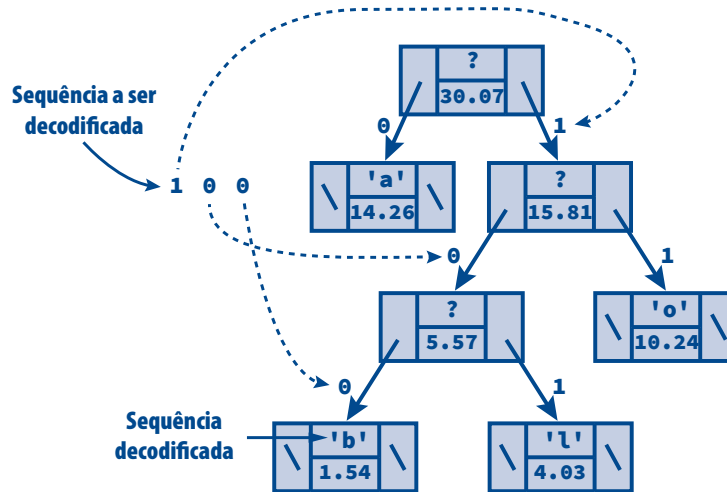 ?
30.07
Sequência a ser
decodificada
0
1
1 0 0
'a'
14.26
?
15.81
0
1
?
5.57
'o'
10.24
0
1
Sequência
decodificada
'b'
1.54
'l'
4.03